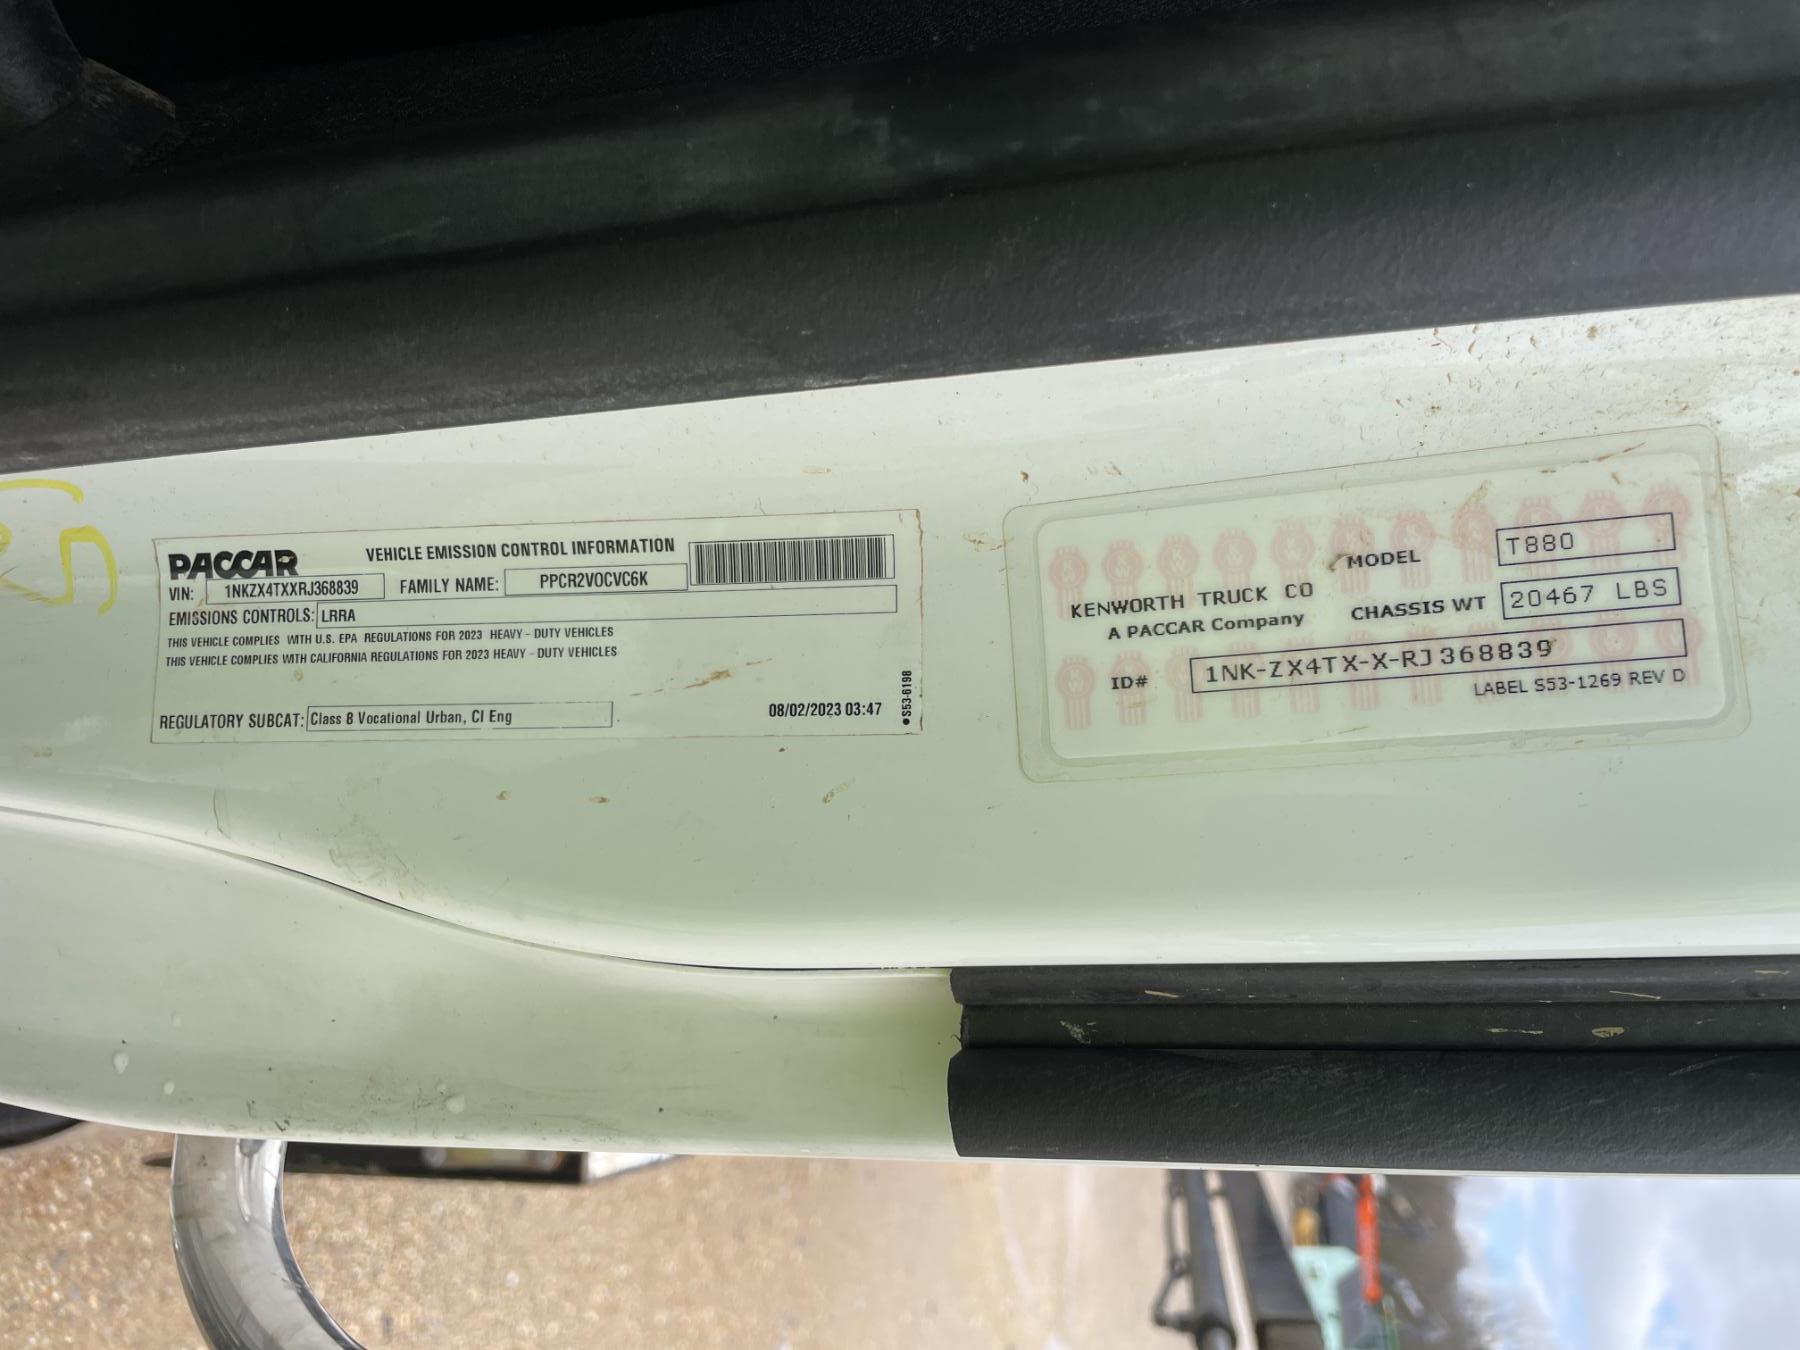 PACCAR VEHICLE EMISSION CONTROL INFORMATION
VIN: 1NKZX4TXXRJ368839 FAMILY NAME: PPCR2VOCVC6K
EMISSIONS CONTROLS: LRRA
THIS VEHICLE COMPLIES WITH U.S. EPA REGULATIONS FOR 2023 HEAVY - DUTY VEHICLES
THIS VEHICLE COMPLIES WITH CALIFORNIA REGULATIONS FOR 2023 HEAVY - DUTY VEHICLES
REGULATORY SUBCAT: Class 8 Vocational Urban, CI Eng
08/02/2023 03:47
●S53-6198
MODEL T880
KENWORTH TRUCK CO
A PACCAR Company
CHASSIS WT 20467 LBS
ID# 1NK-ZX4TX-X-RJ368839
LABEL S53-1269 REV D